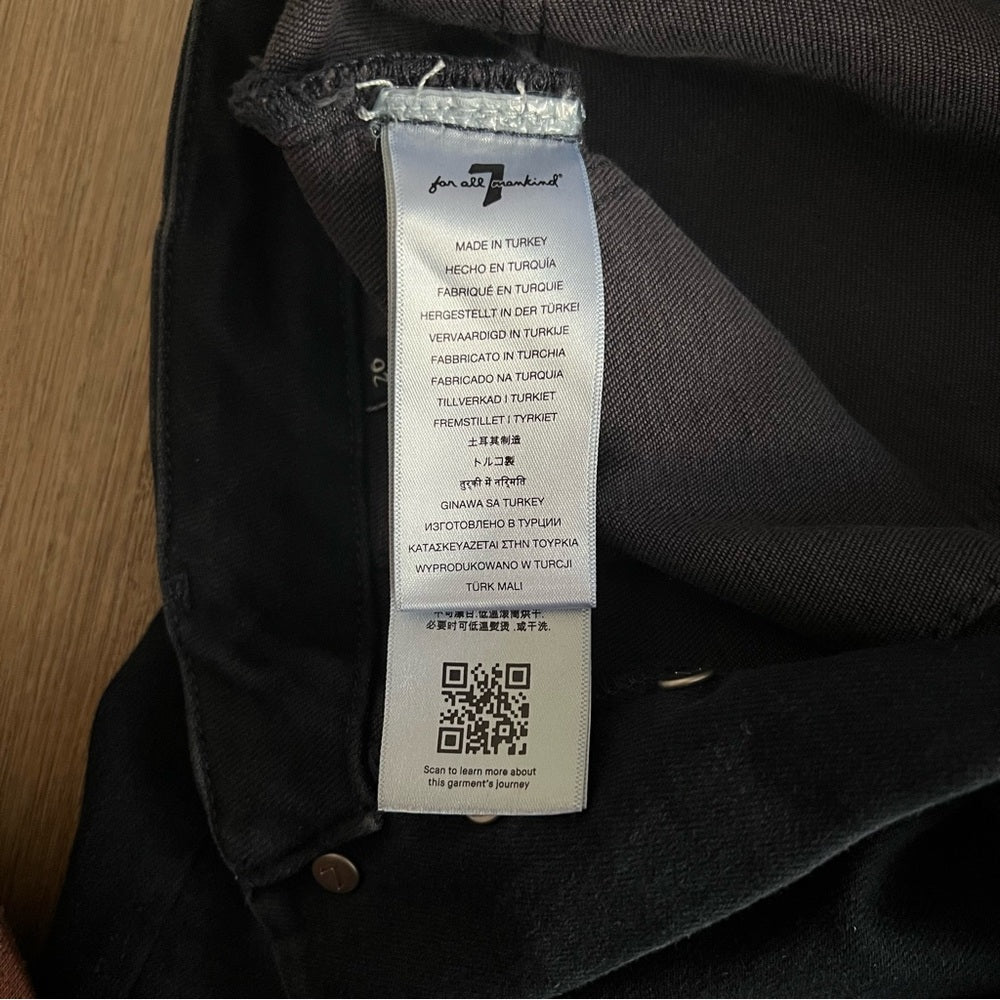 for all 7 mankind®
MADE IN TURKEY
HECHO EN TURQUÍA
FABRIQUÉ EN TURQUIE
HERGESTELLT IN DER TÜRKEI
VERVAARDIGD IN TURKIJE
FABBRICATO IN TURCHIA
FABRICADO NA TURQUIA
TILLVERKAD I TURKIET
FREMSTILLET I TYRKIET
土耳其制造
トルコ製
तुर्की में नर्िमति
GINAWA SA TURKEY
ИЗГОТОВЛЕНО В ТУРЦИИ
ΚΑΤΑΣΚΕΥΑΖΕΤΑΙ ΣΤΗΝ ΤΟΥΡΚΙΑ
WYPRODUKOWANO W TURCJI
TÜRK MALI
必要时可低温熨烫.或干洗.
Scan to learn more about
this garment's journey
7